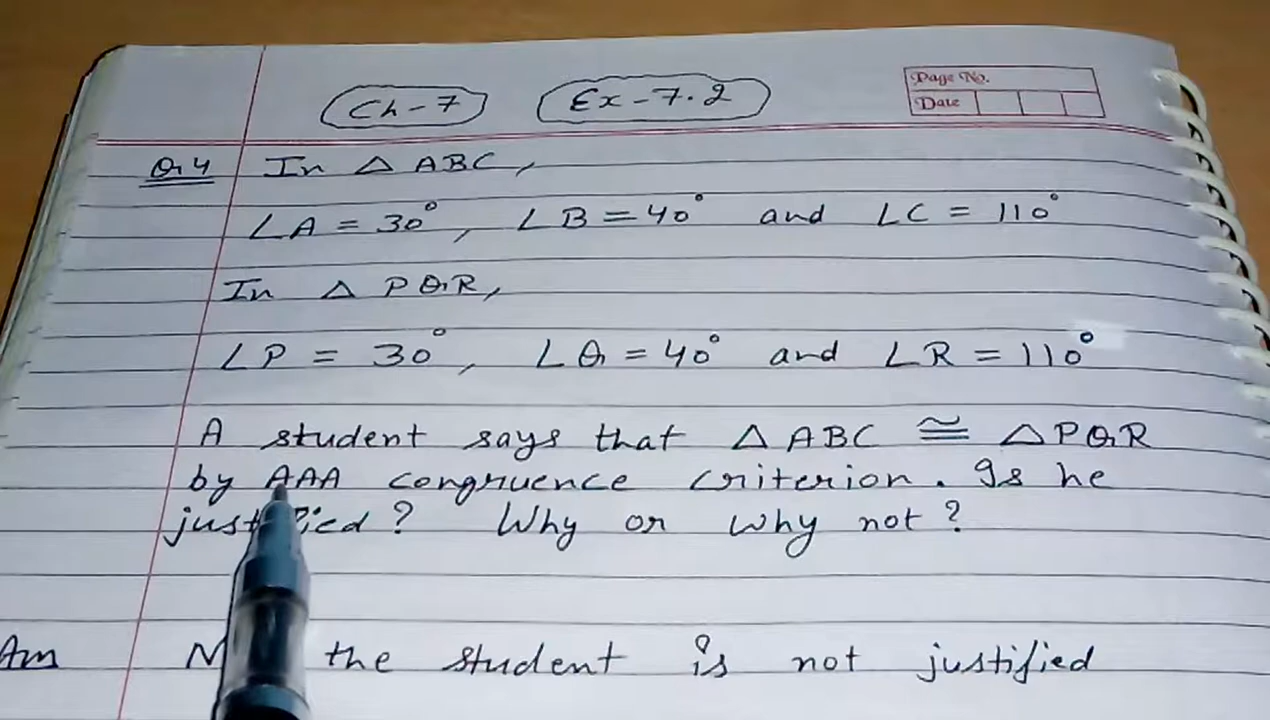 Ch-7 Ex-7.2
Page No.
Date
Q4 In △ ABC,
∠A = 30°, ∠B = 40° and ∠C = 110°
In △ PQR,
∠P = 30°, ∠Q = 40° and ∠R = 110°
A student says that △ ABC ≅ △PQR
by AAA congruence criterion. Is he
justified? Why or why not?
the student is not justified